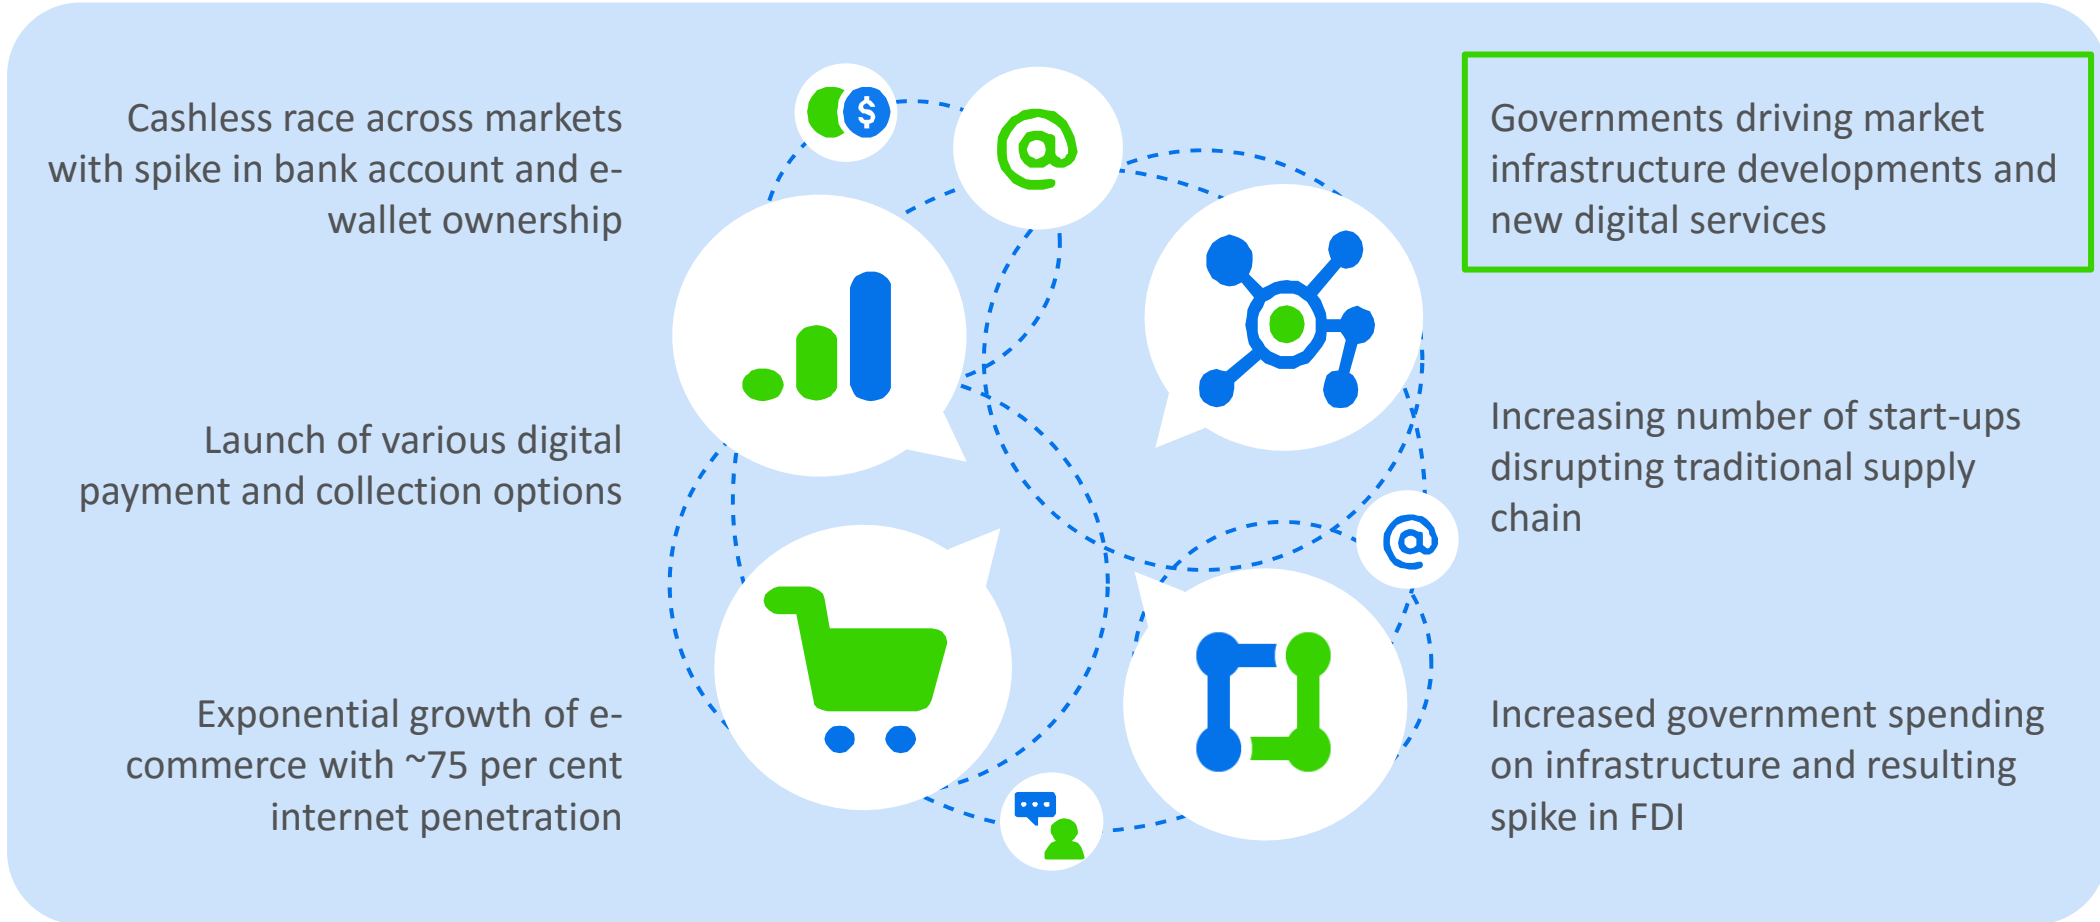 Cashless race across markets
with spike in bank account and e-
wallet ownership
Launch of various digital
payment and collection options
Exponential growth of e-
commerce with ~75 per cent
internet penetration
$
@
@
Governments driving market
infrastructure developments and
new digital services
Increasing number of start-ups
disrupting traditional supply
chain
Increased government spending
on infrastructure and resulting
spike in FDI